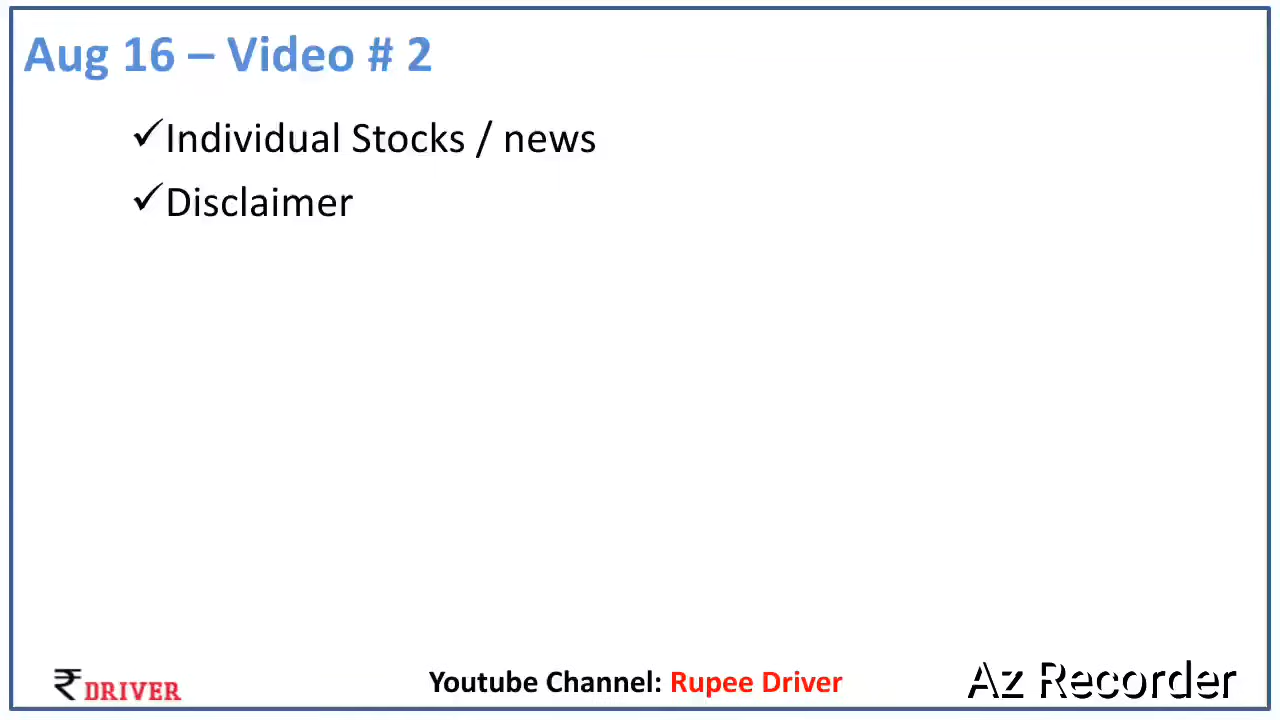 Aug 16 – Video # 2
✓Individual Stocks / news
✓Disclaimer
₹ DRIVER
Youtube Channel: Rupee Driver
Az Recorder